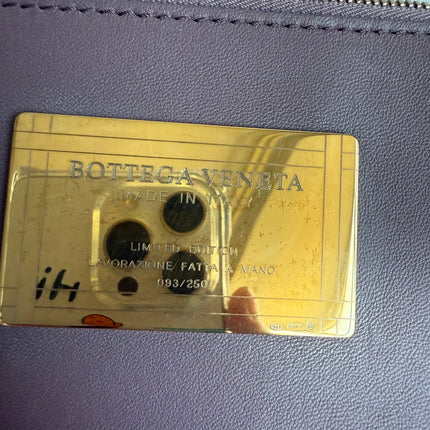 BOTTEGA VENETA
MADE IN ITALY
LIMITED EDITION
LAVORAZIONE FATTA A MANO
093/250